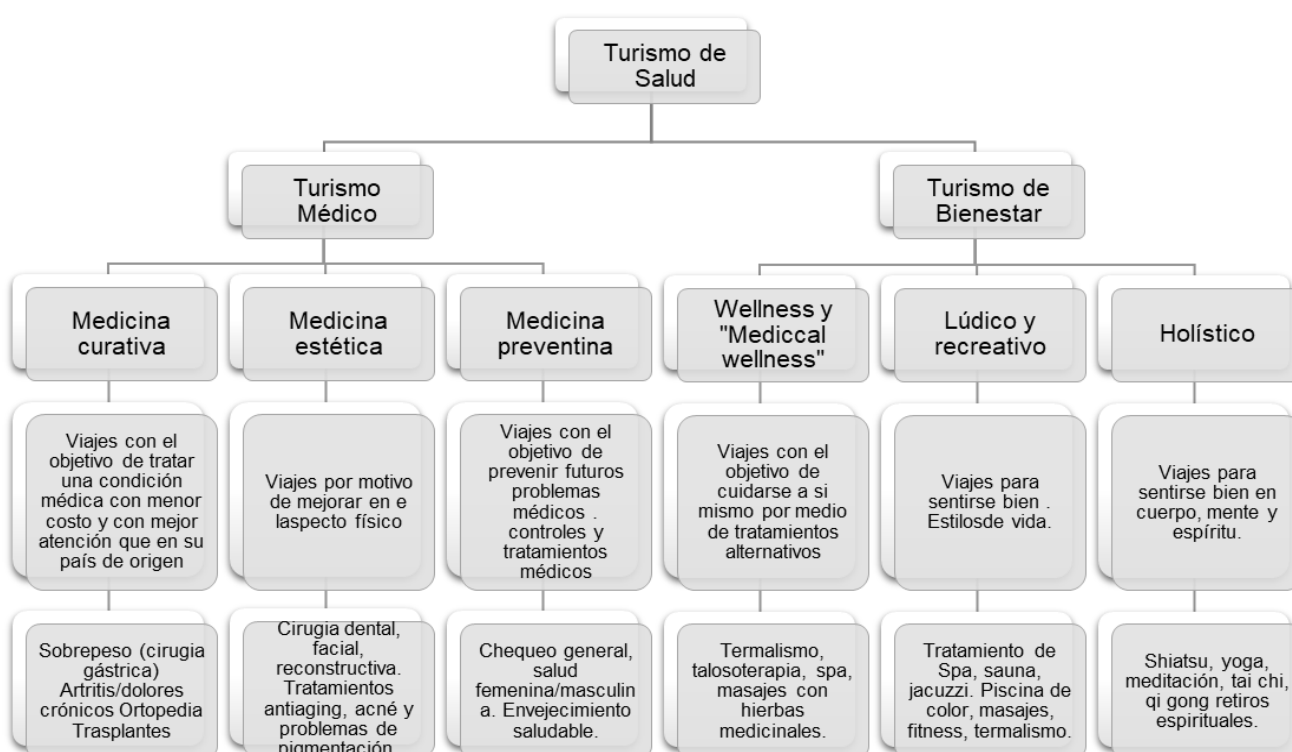 Turismo de
Salud
Turismo
Médico
Turismo de
Bienestar
Medicina
curativa
Medicina
estética
Medicina
preventina
Wellness y
"Mediccal
wellness"
Lúdico y
recreativo
Holístico
Viajes con el
objetivo de tratar
una condición
médica con menor
costo y con mejor
atención que en su
país de origen
Viajes por motivo
de mejorar en e
laspecto físico
Viajes con el
objetivo de
prevenir futuros
problemas
médicos .
controles y
tratamientos
médicos
Viajes con el
objetivo de
cuidarse a si
mismo por medio
de tratamientos
alternativos
Viajes para
sentirse bien .
Estilosde vida.
Viajes para
sentirse bien en
cuerpo, mente y
espíritu.
Sobrepeso (cirugia
gástrica)
Artritis/dolores
crónicos Ortopedia
Trasplantes
Cirugia dental,
facial,
reconstructiva.
Tratamientos
antiaging, acné y
problemas de
pigmentación
Chequeo general,
salud
femenina/masculin
a. Envejecimiento
saludable.
Termalismo,
talosoterapia, spa,
masajes con
hierbas
medicinales.
Tratamiento de
Spa, sauna,
jacuzzi. Piscina de
color, masajes,
fitness, termalismo.
Shiatsu, yoga,
meditación, tai chi,
qi gong retiros
espirituales.